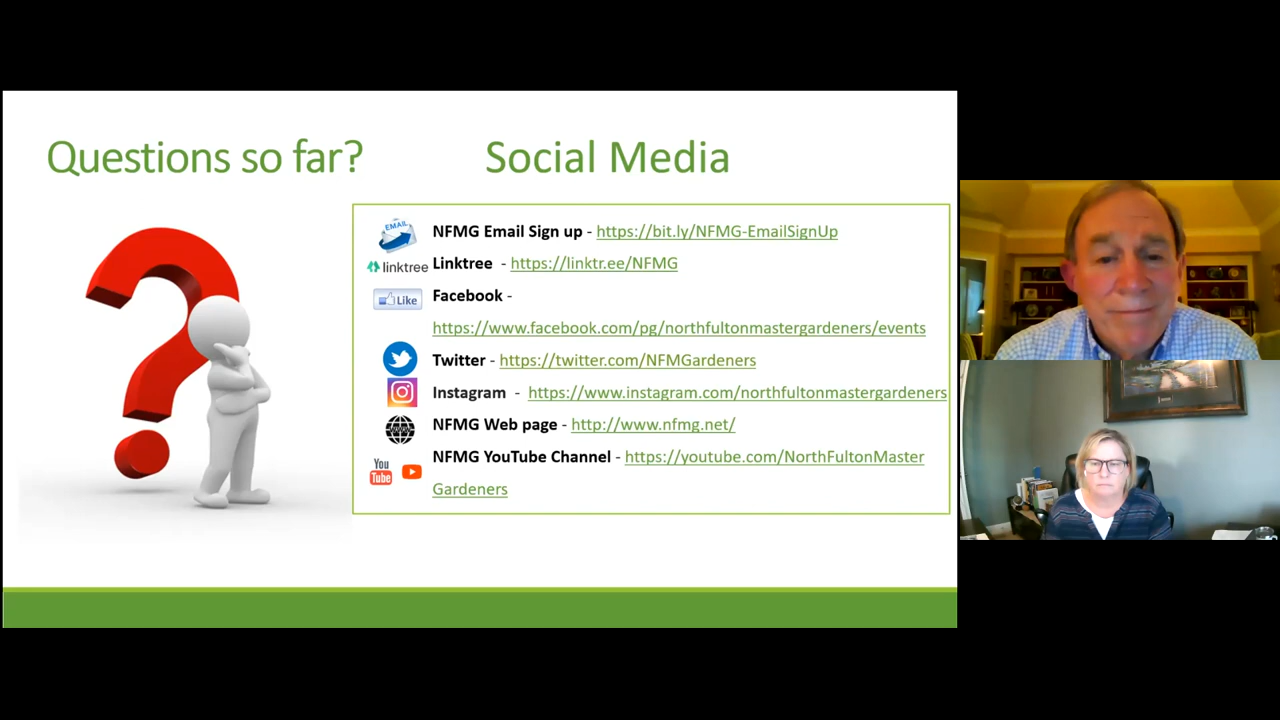 Questions so far?
Social Media
EMAIL
NFMG Email Sign up - https://bit.ly/NFMG-EmailSignUp
linktree
Linktree - https://linktr.ee/NFMG
Like
Facebook -
https://www.facebook.com/pg/northfultonmastergardeners/events
Twitter - https://twitter.com/NFMGardeners
Instagram - https://www.instagram.com/northfultonmastergardeners
NFMG Web page - http://www.nfmg.net/
You
Tube
NFMG YouTube Channel - https://youtube.com/NorthFultonMaster
Gardeners